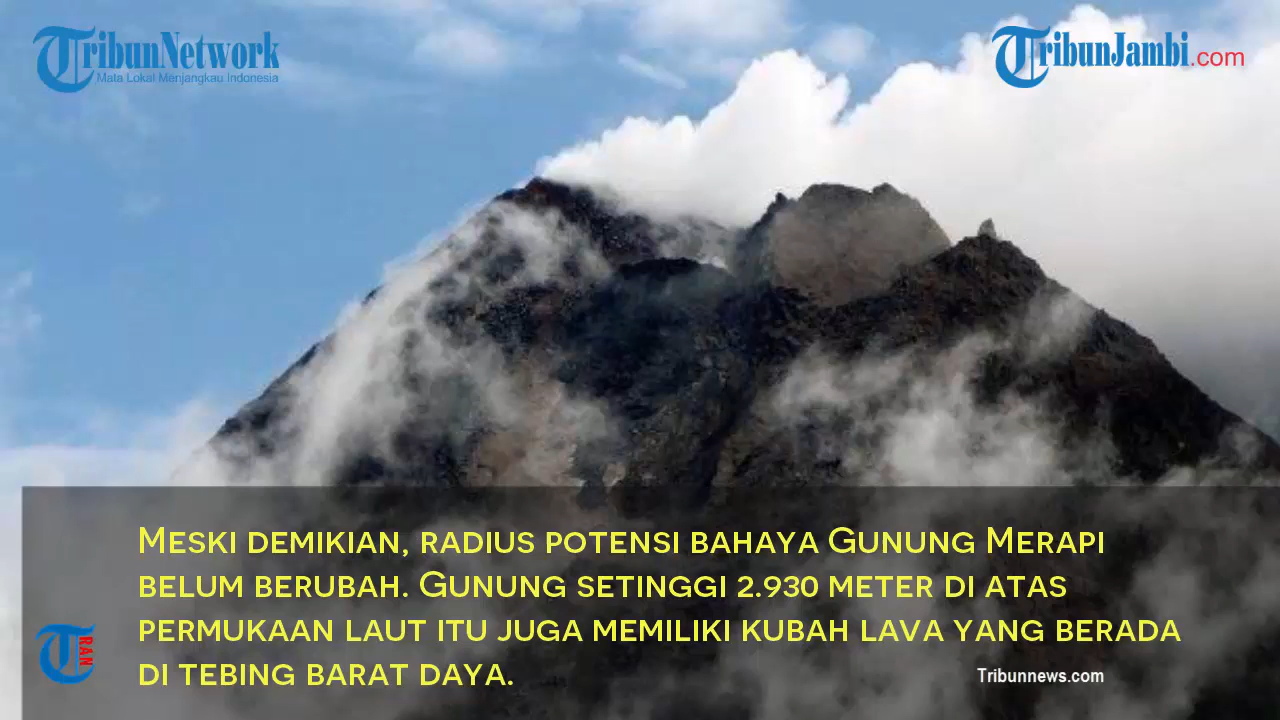 TribunNetwork
Mata Lokal Menjangkau Indonesia
TribunJambi.com
Meski demikian, radius potensi bahaya Gunung Merapi
belum berubah. Gunung setinggi 2.930 meter di atas
permukaan laut itu juga memiliki kubah lava yang berada
di tebing barat daya.
T RAN
Tribunnews.com